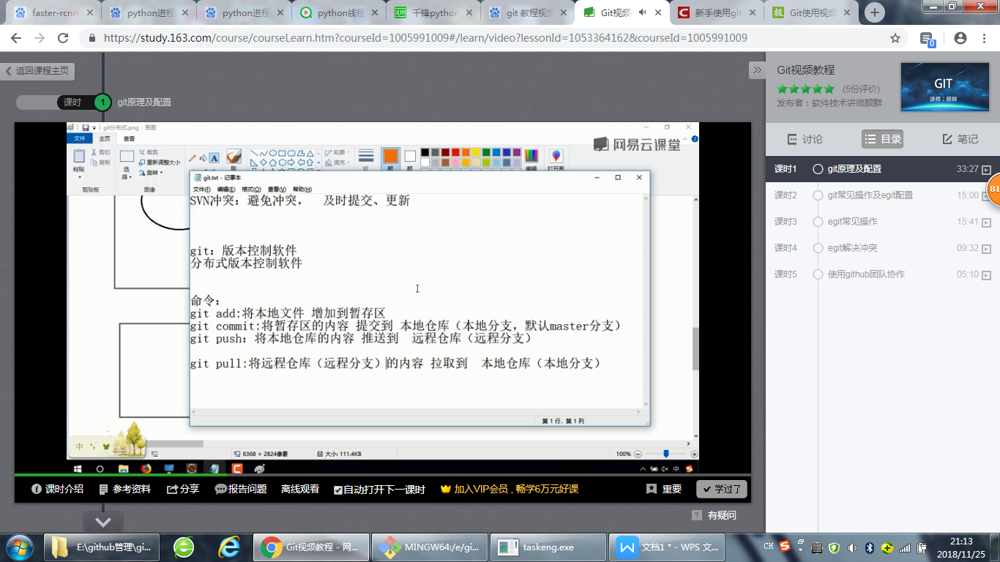 faster-rcnn
python进程
python进程
python线程
千锋python
git 教程视频
Git视频
新手使用git
Git使用视频
https://study.163.com/course/courseLearn.htm?courseId=1005991009#/learn/video?lessonId=1053364162&courseId=1005991009
0
返回课程主页
课时 1 git原理及配置
git分布式.png - 画图
文件 主页 查看
粘贴
剪切
复制
剪贴板
选择
裁剪
重新调整大小
旋转
图像
A
刷
轮廓
填充
网易云课堂
git.txt - 记事本
文件(F) 编辑(E) 格式(O) 查看(V) 帮助(H)
SVN冲突：避免冲突， 及时提交、更新
git：版本控制软件
分布式版本控制软件
命令：
git add:将本地文件 增加到暂存区
git commit:将暂存区的内容 提交到 本地仓库（本地分支，默认master分支）
git push：将本地仓库的内容 推送到 远程仓库（远程分支）
git pull:将远程仓库（远程分支）的内容 拉取到 本地仓库（本地分支）
第 1 行，第 1 列
中
6368 × 2824像素
大小: 111.4KB
100%
中
课程介绍 参考资料 分享 报告问题 离线观看 自动打开下一课时 加入VIP会员 , 畅学6万元好课 重要 学过了
? 有疑问
Git视频教程
(5份评价)
发布者：软件技术讲师颜群
GIT
讲师：颜群
讨论 目录 笔记
课时1 git原理及配置 33:27
课时2 git常见操作及egit配置 15:00
课时3 egit常见操作 15:41
课时4 egit解决冲突 09:32
课时5 使用github团队协作 05:10
81
E:\github管理\gi...
Git视频教程 - 网...
MINGW64:/e/gi...
taskeng.exe
文档1 * - WPS 文...
CH
21:13
2018/11/25